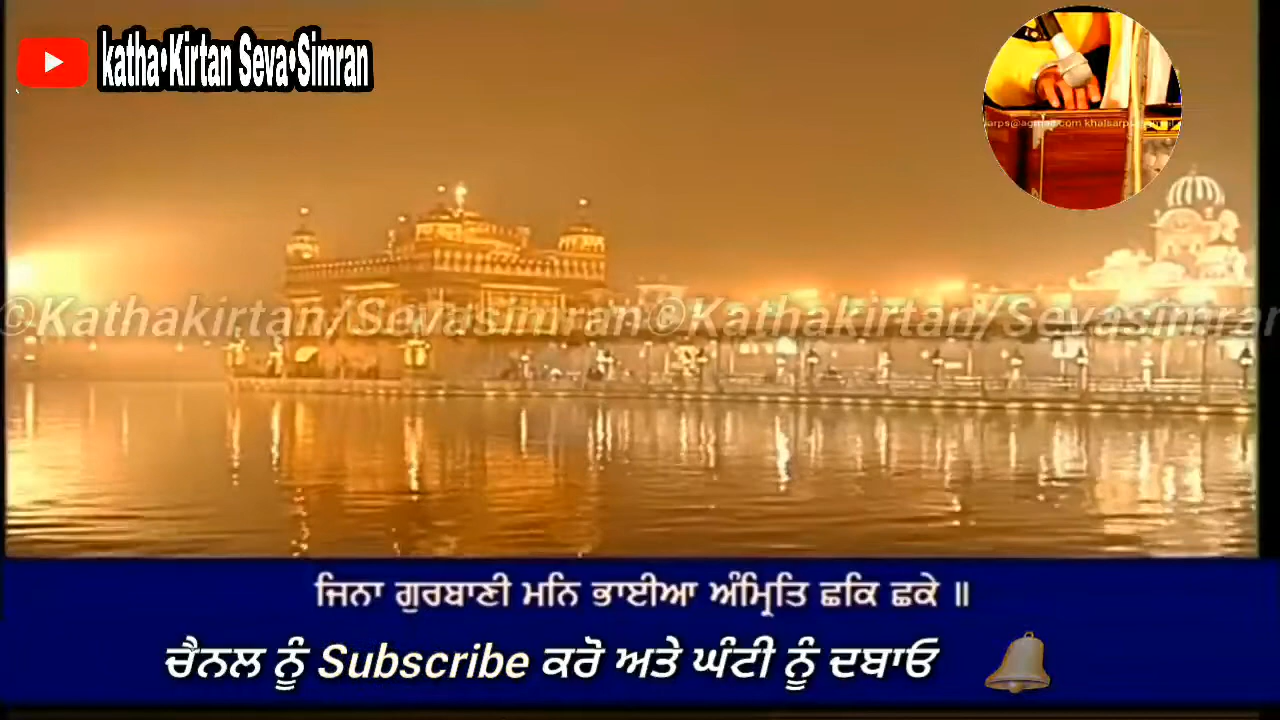 katha•Kirtan Seva•Simran
©Kathakirtan/Sevasimran©Kathakirtan/Sevasimran
ਜਿਨਾ ਗੁਰਬਾਣੀ ਮਨਿ ਭਾਈਆ ਅੰਮ੍ਰਿਤਿ ਛਕਿ ਛਕੇ ॥
ਚੈਨਲ ਨੂੰ Subscribe ਕਰੋ ਅਤੇ ਘੰਟੀ ਨੂੰ ਦਬਾਓ